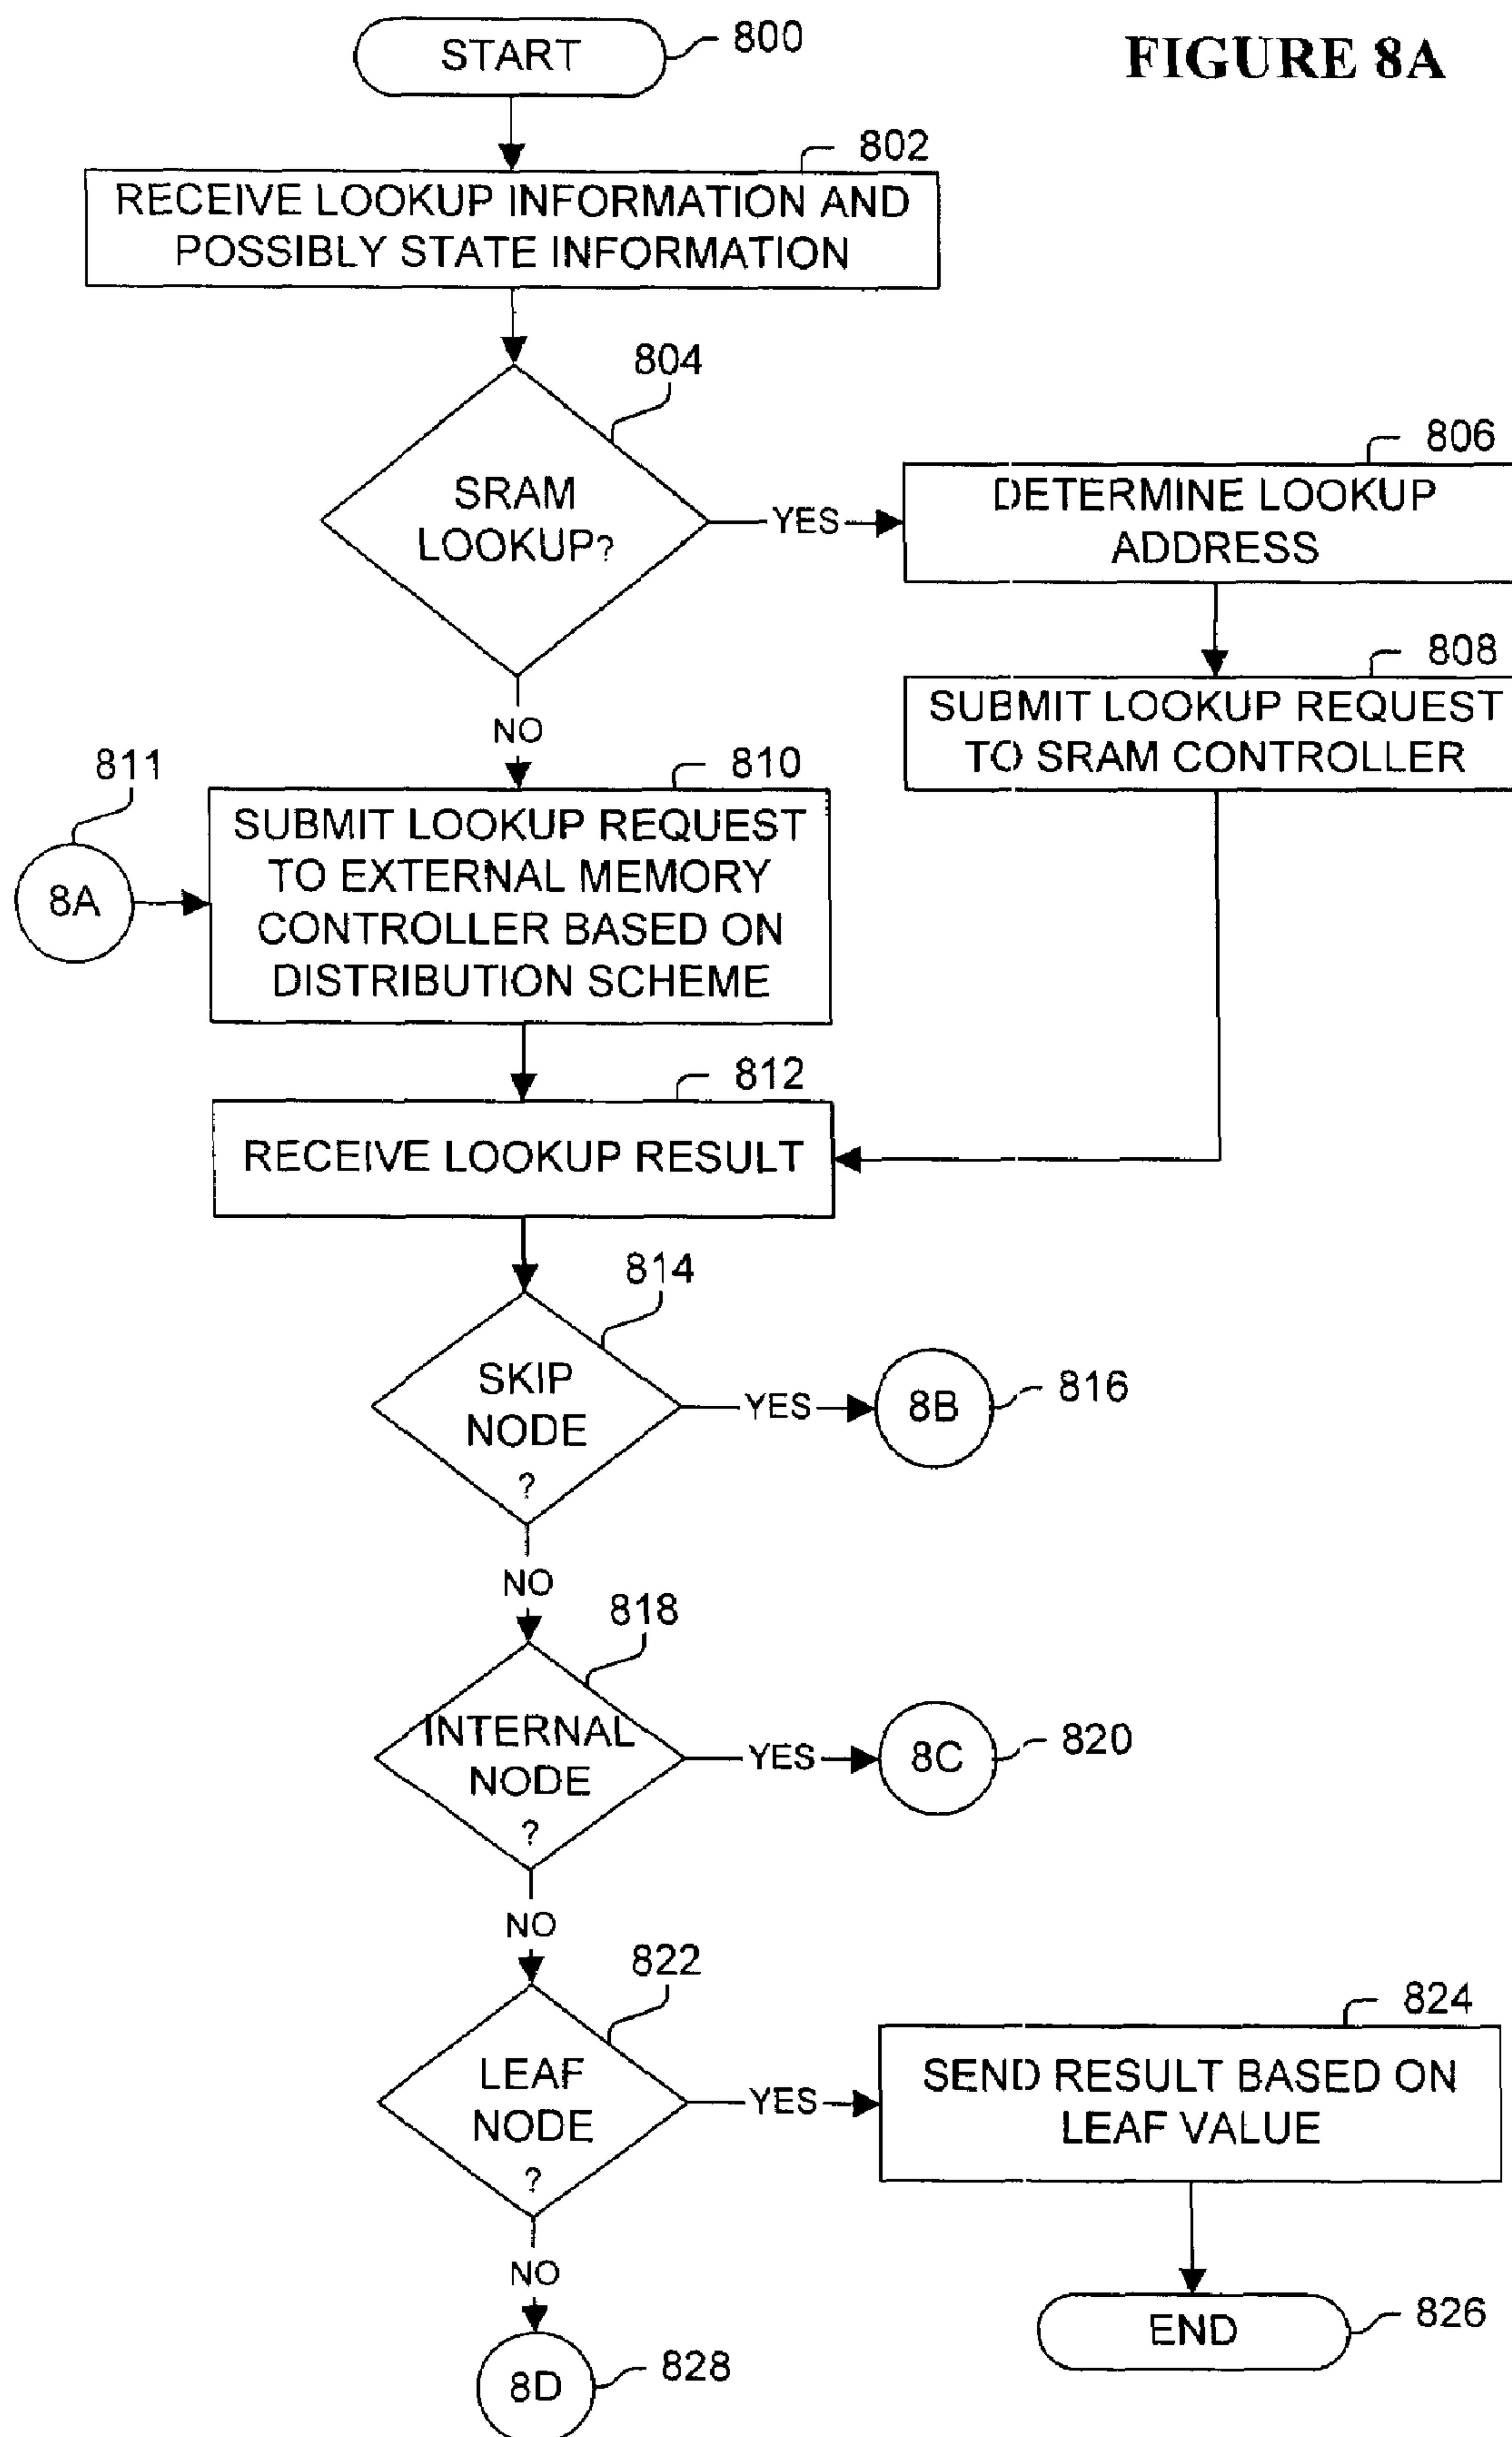 FIGURE 8A
START
800
802
RECEIVE LOOKUP INFORMATION AND
POSSIBLY STATE INFORMATION
804
SRAM
LOOKUP?
YES
806
DETERMINE LOOKUP
ADDRESS
808
SUBMIT LOOKUP REQUEST
TO SRAM CONTROLLER
NO
811
8A
810
SUBMIT LOOKUP REQUEST
TO EXTERNAL MEMORY
CONTROLLER BASED ON
DISTRIBUTION SCHEME
812
RECEIVE LOOKUP RESULT
814
SKIP
NODE
?
YES
8B
816
NO
818
INTERNAL
NODE
?
YES
8C
820
NO
822
LEAF
NODE
?
YES
824
SEND RESULT BASED ON
LEAF VALUE
NO
END
826
8D
828